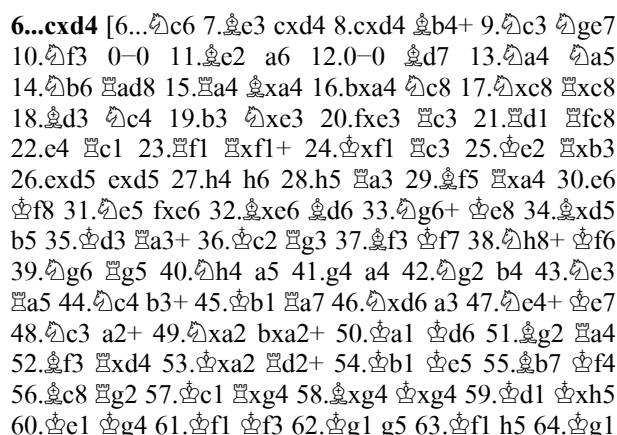 6...cxd4 [6...♘c6 7.♗e3 cxd4 8.cxd4 ♗b4+ 9.♘c3 ♘ge7
10.♘f3 0–0 11.♗e2 a6 12.0–0 ♗d7 13.♘a4 ♘a5
14.♘b6 ♖ad8 15.♖a4 ♗xa4 16.bxa4 ♘c8 17.♘xc8 ♖xc8
18.♗d3 ♘c4 19.b3 ♘xe3 20.fxe3 ♖c3 21.♖d1 ♖fc8
22.e4 ♖c1 23.♖f1 ♖xf1+ 24.♔xf1 ♖c3 25.♔e2 ♖xb3
26.exd5 exd5 27.h4 h6 28.h5 ♖a3 29.♗f5 ♖xa4 30.e6
♔f8 31.♘e5 fxe6 32.♗xe6 ♗d6 33.♘g6+ ♔e8 34.♗xd5
b5 35.♔d3 ♖a3+ 36.♔c2 ♖g3 37.♗f3 ♔f7 38.♘h8+ ♔f6
39.♘g6 ♖g5 40.♘h4 a5 41.g4 a4 42.♘g2 b4 43.♘e3
♖a5 44.♘c4 b3+ 45.♔b1 ♖a7 46.♘xd6 a3 47.♘e4+ ♔e7
48.♘c3 a2+ 49.♘xa2 bxa2+ 50.♔a1 ♔d6 51.♗g2 ♖a4
52.♗f3 ♖xd4 53.♔xa2 ♖d2+ 54.♔b1 ♔e5 55.♗b7 ♔f4
56.♗c8 ♖g2 57.♔c1 ♖xg4 58.♗xg4 ♔xg4 59.♔d1 ♔xh5
60.♔e1 ♔g4 61.♔f1 ♔f3 62.♔g1 g5 63.♔f1 h5 64.♔g1